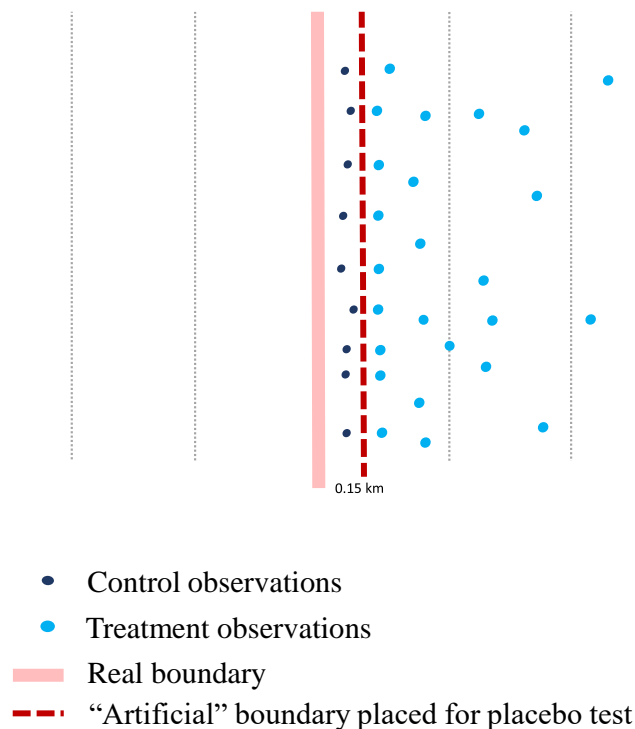 0.15 km
Control observations
Treatment observations
Real boundary
“Artificial” boundary placed for placebo test